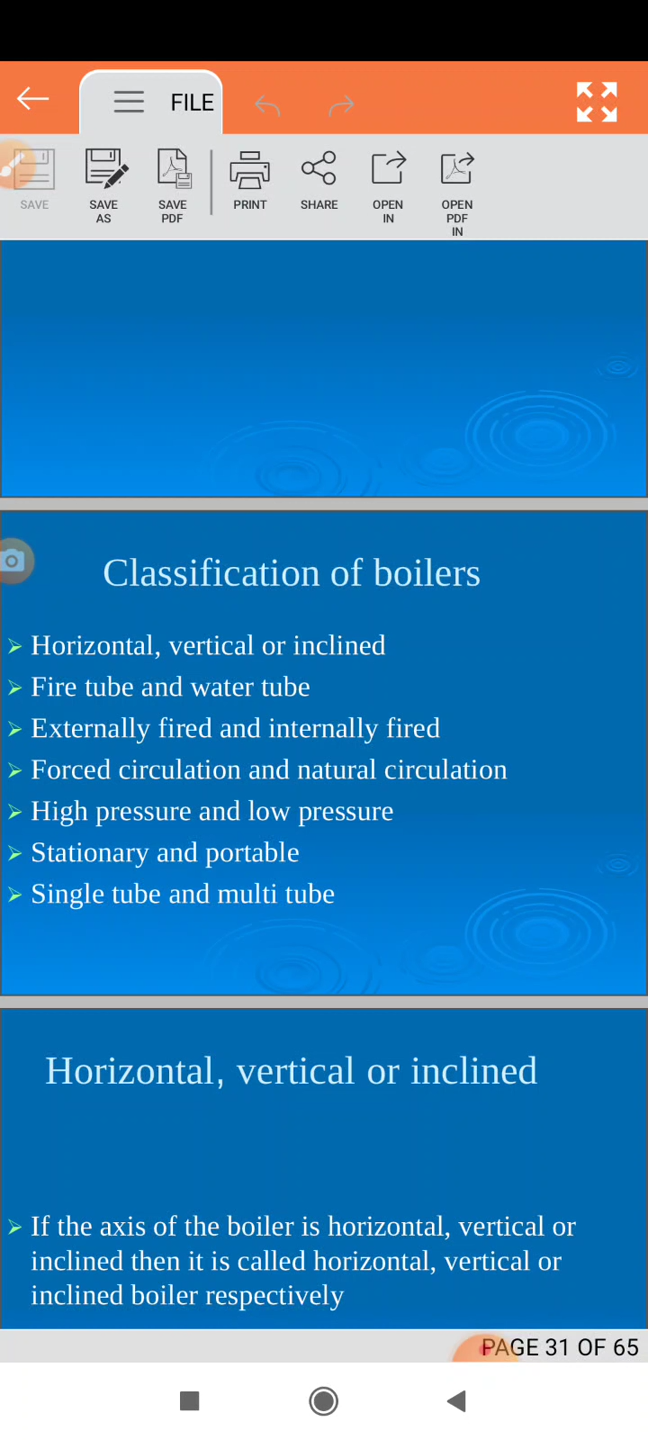 FILE
SAVE
SAVE
AS
SAVE
PDF
PRINT
SHARE
OPEN
IN
OPEN
PDF
IN
Classification of boilers
Horizontal, vertical or inclined
Fire tube and water tube
Externally fired and internally fired
Forced circulation and natural circulation
High pressure and low pressure
Stationary and portable
Single tube and multi tube
Horizontal, vertical or inclined
If the axis of the boiler is horizontal, vertical or
inclined then it is called horizontal, vertical or
inclined boiler respectively
PAGE 31 OF 65